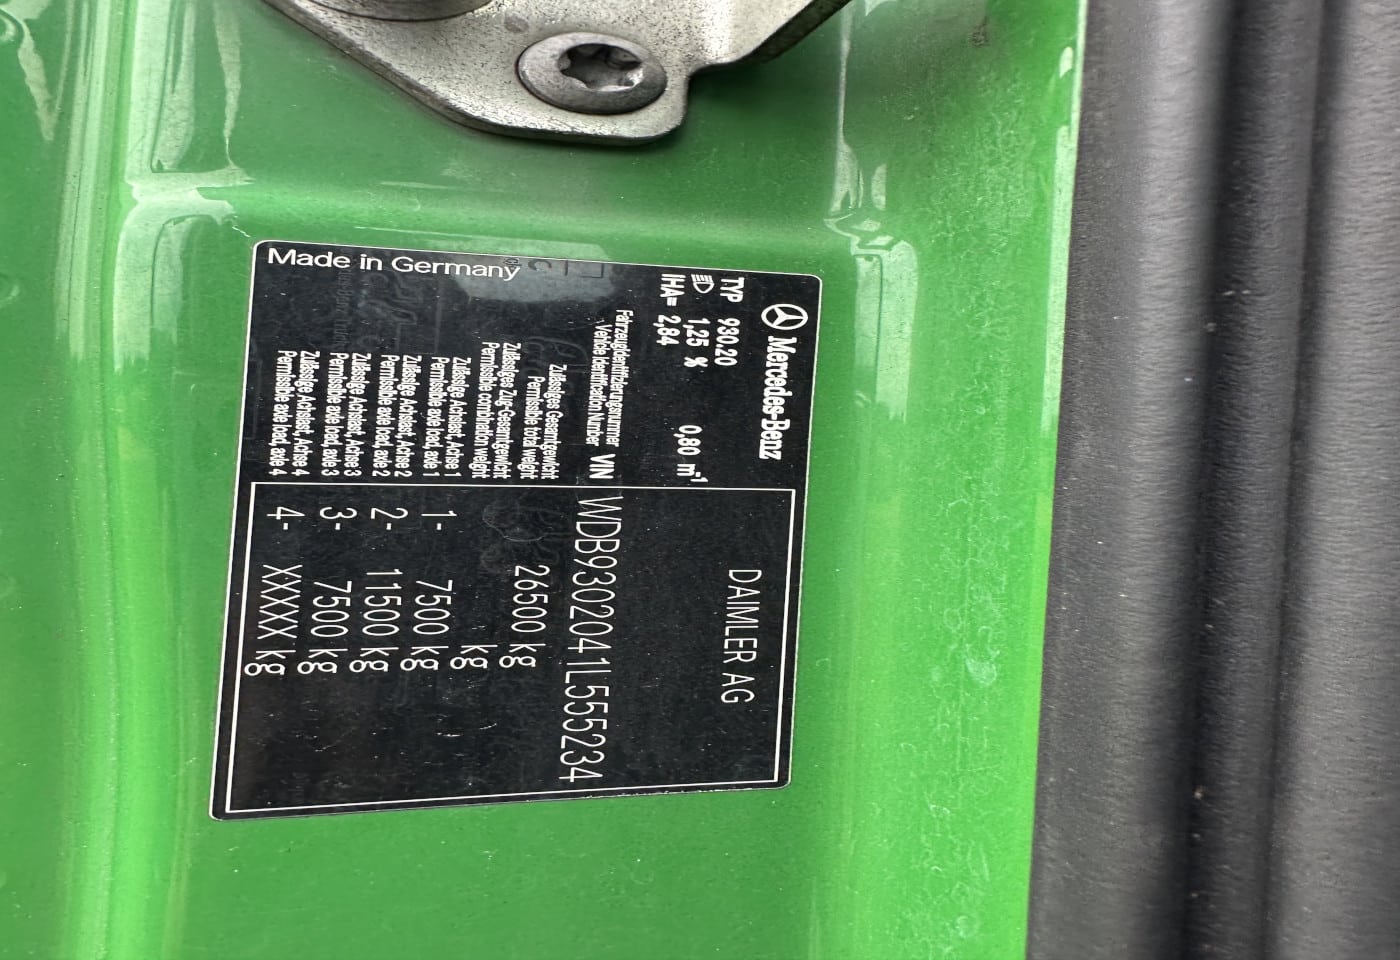 Mercedes-Benz
DAIMLER AG
TYP 930.20
1,25 % 0,80 m-1
IHA= 2,84
Fahrzeugidentifizierungsnummer
Vehicle Identification Number VIN WDB9302041L555234
Zulässiges Gesamtgewicht
Permissible total weight 26500 kg
Zulässiges Zug-Gesamtgewicht
Permissible combination weight kg
Zulässige Achslast, Achse 1
Permissible axle load, axle 1 1- 7500 kg
Zulässige Achslast, Achse 2
Permissible axle load, axle 2 2- 11500 kg
Zulässige Achslast, Achse 3
Permissible axle load, axle 3 3- 7500 kg
Zulässige Achslast, Achse 4
Permissible axle load, axle 4 4- XXXXX kg
Made in Germany